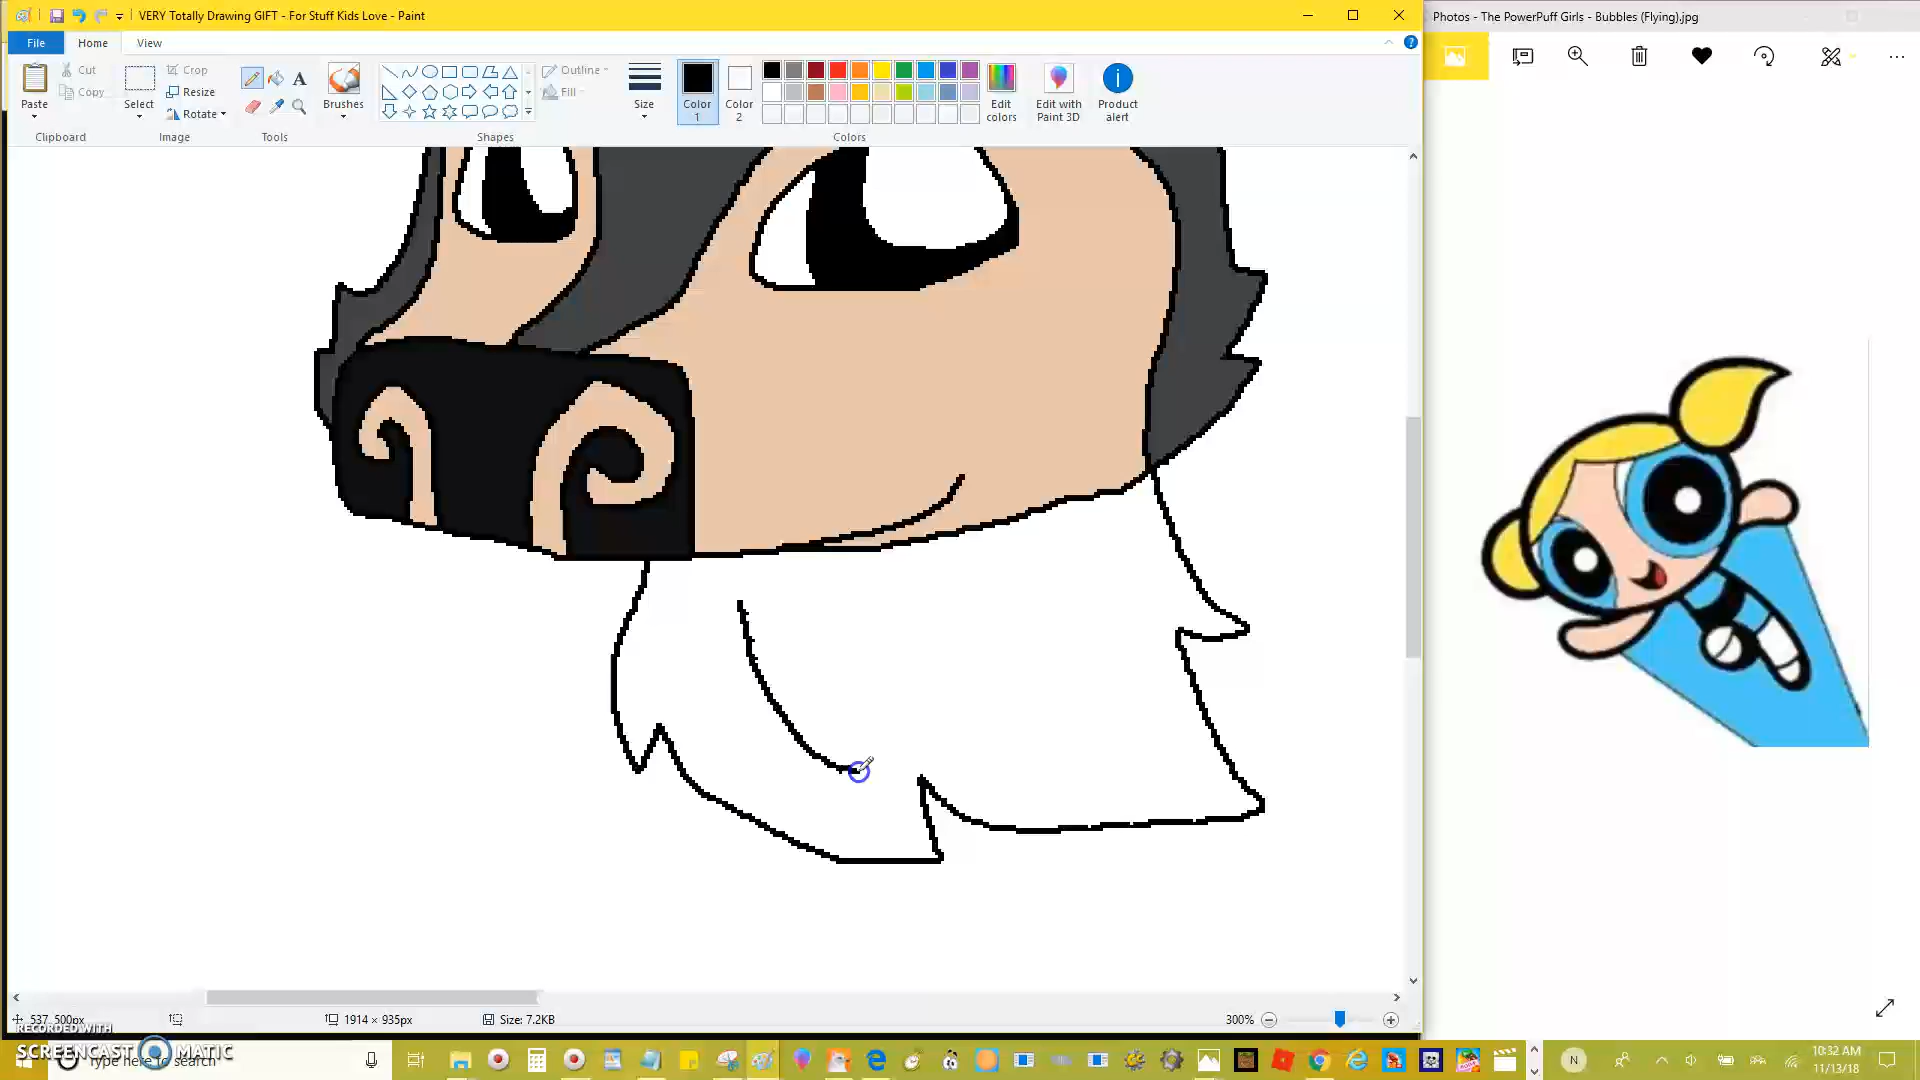 VERY Totally Drawing GIFT - For Stuff Kids Love - Paint
Photos - The PowerPuff Girls - Bubbles (Flying).jpg
File Home View
Paste
Cut
Copy
Clipboard
Select
Crop
Resize
Rotate
Image
A
Tools
Brushes
Outline
Fill
Shapes
Size
Color 1
Color 2
Edit colors
Edit with Paint 3D
Product alert
Colors
537, 500px
1914 × 935px
Size: 7.2KB
300%
RECORDED WITH
SCREENCAST MATIC
Type here to search
N
10:32 AM
11/13/18